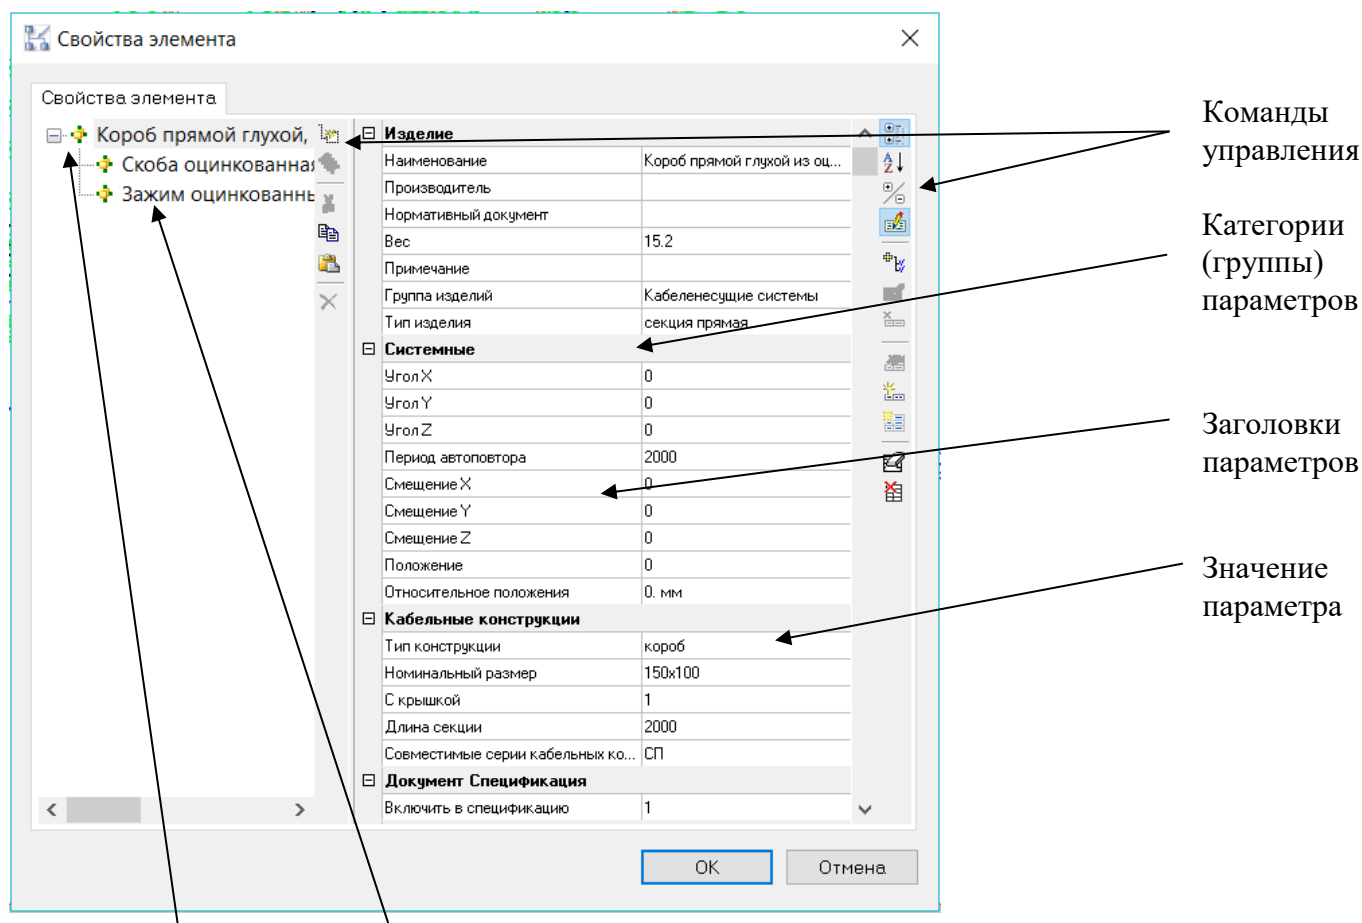 Свойства элемента
Свойства элемента
Короб прямой глухой,
Скоба оцинкованная
Зажим оцинкованнь
Изделие
Наименование Короб прямой глухой из оц...
Производитель
Нормативный документ
Вес 15.2
Примечание
Группа изделий Кабеленесущие системы
Тип изделия секция прямая
Системные
Угол X 0
Угол Y 0
Угол Z 0
Период автоповтора 2000
Смещение X 0
Смещение Y 0
Смещение Z 0
Положение 0
Относительное положения 0. мм
Кабельные конструкции
Тип конструкции короб
Номинальный размер 150x100
С крышкой 1
Длина секции 2000
Совместимые серии кабельных ко... СП
Документ Спецификация
Включить в спецификацию 1
OK Отмена
Команды
управления
Категории
(группы)
параметров
Заголовки
параметров
Значение
параметра